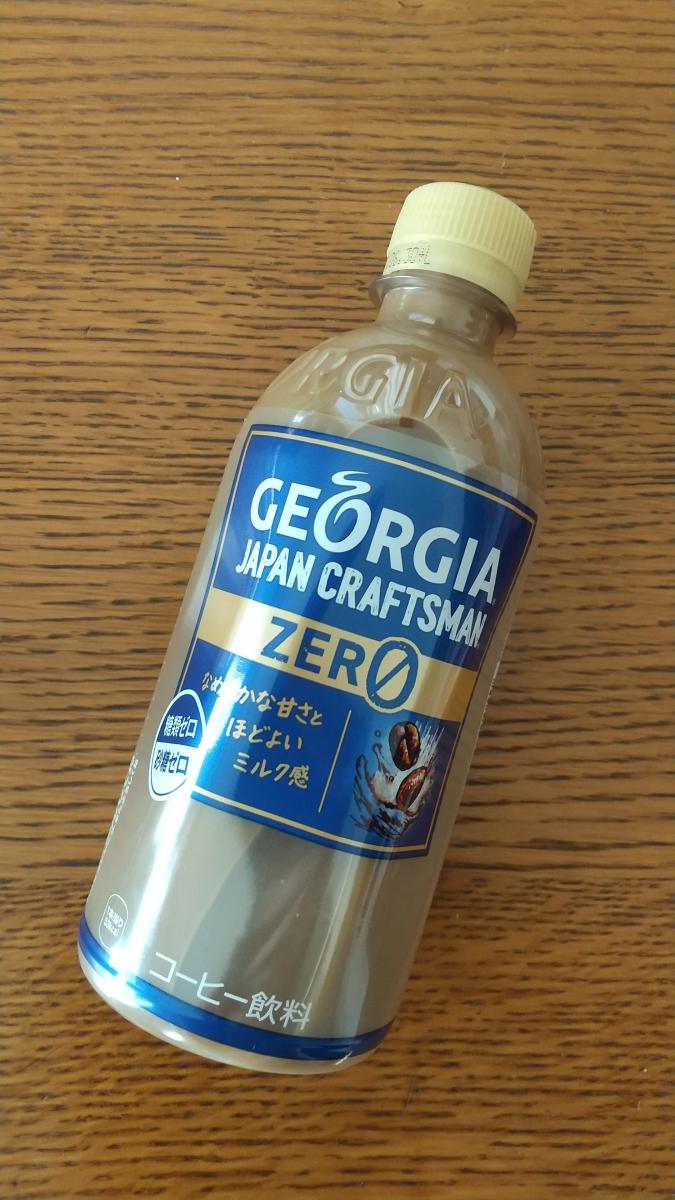 GEORGIA
JAPAN CRAFTSMAN
ZERO
なめらかな甘さと
ほどよい
ミルク感
糖類ゼロ
砂糖ゼロ
コーヒー飲料